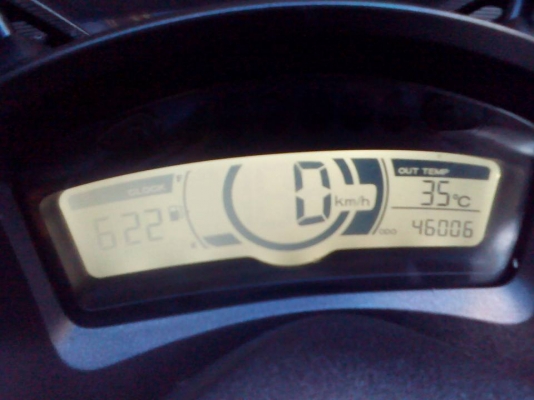 CLOCK
6:22
0
km/h
OUT TEMP
35°C
ODO
46006